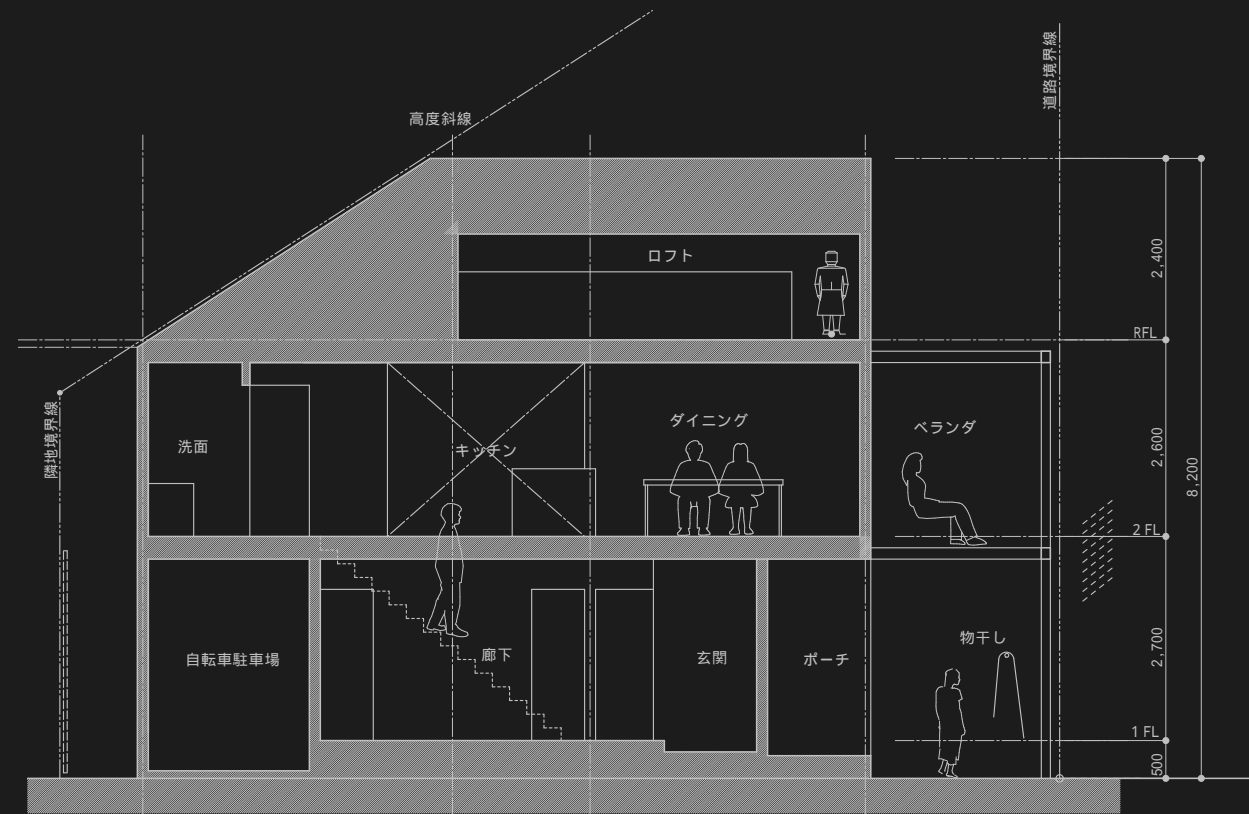 道路境界線
高度斜線
ロフト
2,400
RFL
隣地境界線
洗面
キッチン
ダイニング
ベランダ
2,600
8,200
2 FL
自転車駐車場
廊下
玄関
ポーチ
物干し
2,700
1 FL
500